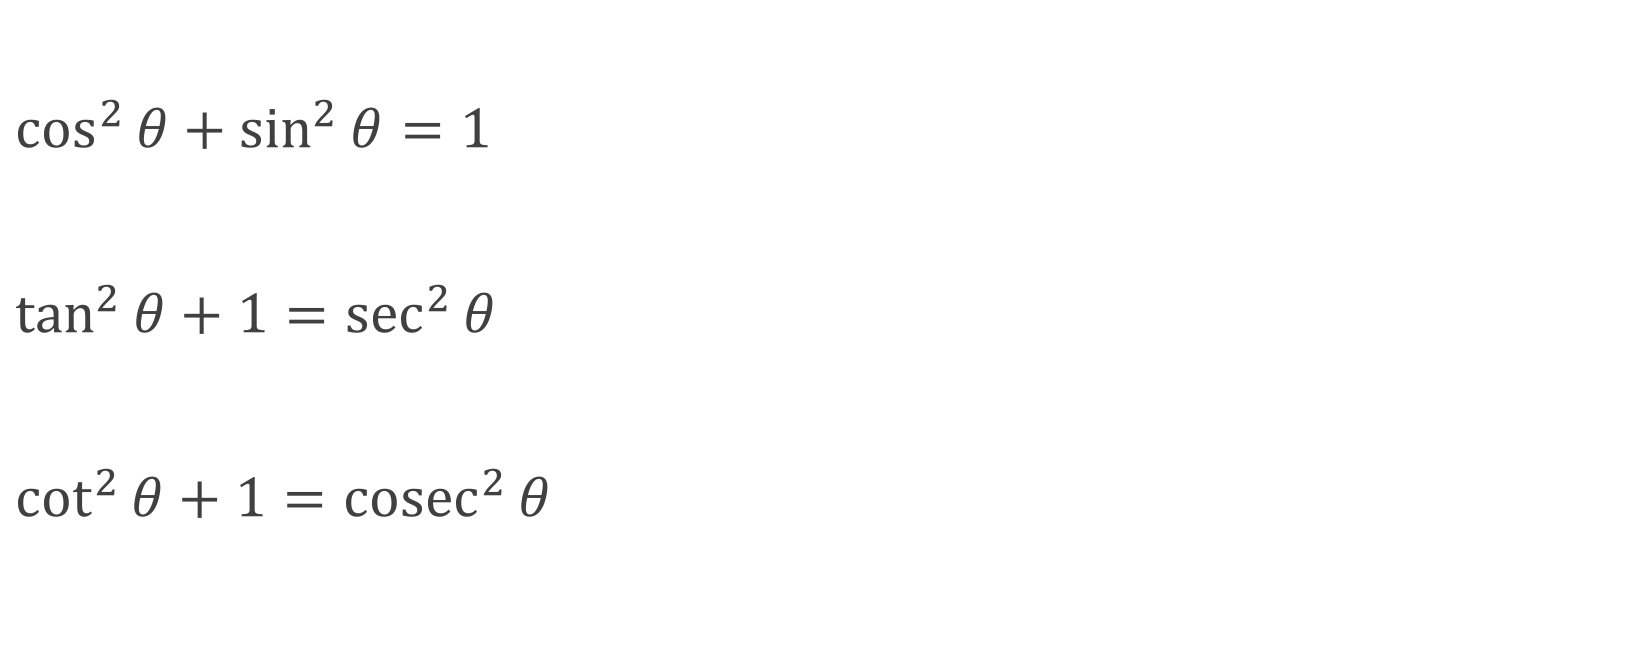 cos² θ + sin² θ = 1
tan² θ + 1 = sec² θ
cot² θ + 1 = cosec² θ